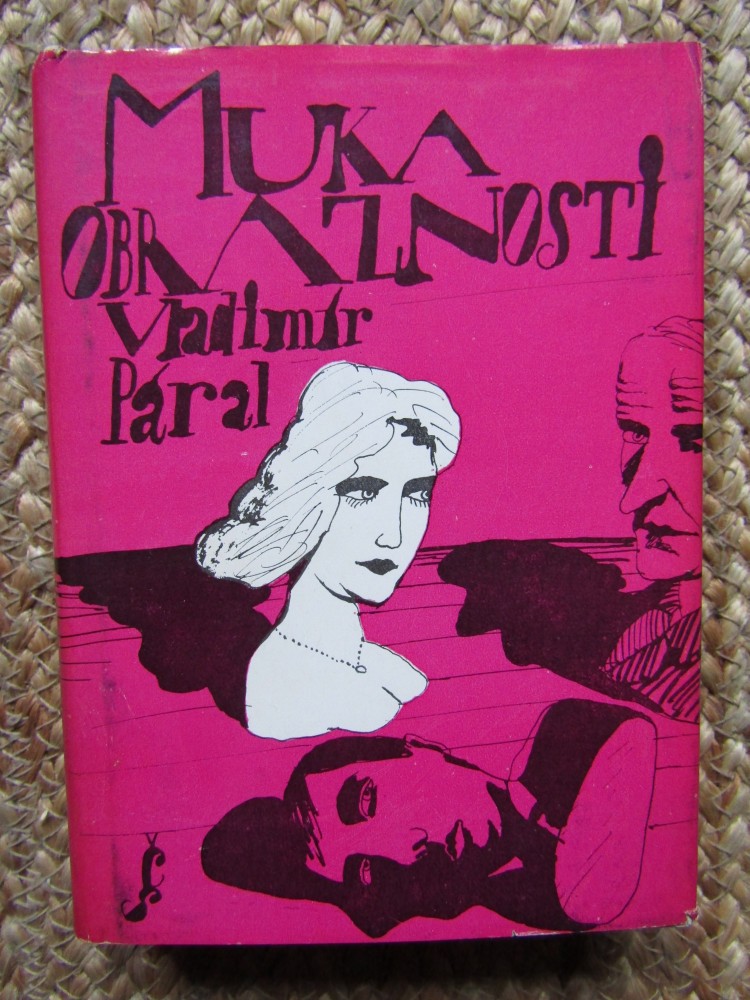 MUKA
OBRAZNOSTI
Vladimír
Páral